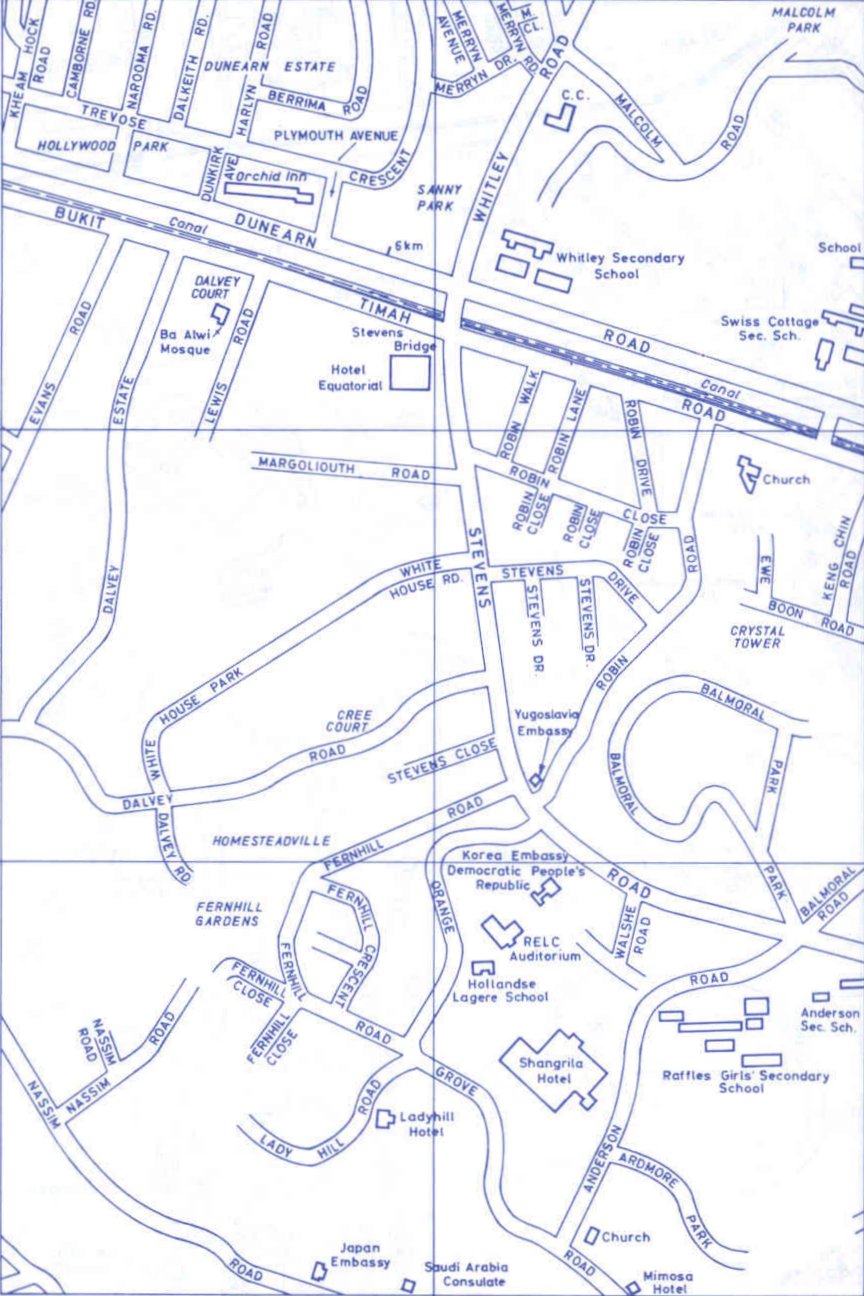 KHEAM HOCK ROAD
CAMBORNE RD.
NAROOMA RD.
DALKEITH RD.
HARLYN ROAD
DUNEARN ESTATE
BERRIMA ROAD
TREVOSE
CRESCENT
HOLLYWOOD PARK
PLYMOUTH AVENUE
DUNKIRK AVE
Orchid Inn
MERRYN AVENUE
MERRYN RD.
CL.
MERRYN DR.
WHITLEY ROAD
SANNY PARK
C.C.
MALCOLM ROAD
MALCOLM PARK
BUKIT TIMAH ROAD
Canal
DUNEARN ROAD
6km
Whitley Secondary School
School
Swiss Cottage Sec. Sch.
DALVEY COURT
Ba Alwi Mosque
EVANS ROAD
DALVEY ESTATE
LEWIS ROAD
Stevens Bridge
Hotel Equatorial
Canal
ROBIN WALK
ROBIN LANE
ROBIN DRIVE
ROBIN CLOSE
ROBIN CLOSE
ROBIN CLOSE
ROBIN CLOSE
ROBIN ROAD
Church
MARGOLIOUTH ROAD
STEVENS ROAD
WHITE HOUSE RD.
STEVENS DRIVE
STEVENS DR.
STEVENS DR.
EWE BOON ROAD
KENG CHIN ROAD
CRYSTAL TOWER
WHITE HOUSE PARK
CREE COURT
DALVEY ROAD
DALVEY RD
STEVENS CLOSE
Yugoslavia Embassy
BALMORAL PARK
BALMORAL PARK
BALMORAL ROAD
HOMESTEADVILLE
FERNHILL ROAD
FERNHILL GARDENS
FERNHILL CRESCENT
FERNHILL ROAD
FERNHILL CLOSE
FERNHILL CLOSE
Korea Embassy
Democratic People's
Republic
ORANGE GROVE ROAD
RELC
Auditorium
Hollandse
Lagere School
WALSHE ROAD
ANDERSON ROAD
Anderson
Sec. Sch.
Raffles Girls' Secondary
School
Shangrila
Hotel
NASSIM ROAD
NASSIM ROAD
NASSIM ROAD
LADY HILL ROAD
Ladyhill
Hotel
ARDMORE PARK
Church
Japan
Embassy
Saudi Arabia
Consulate
Mimosa
Hotel